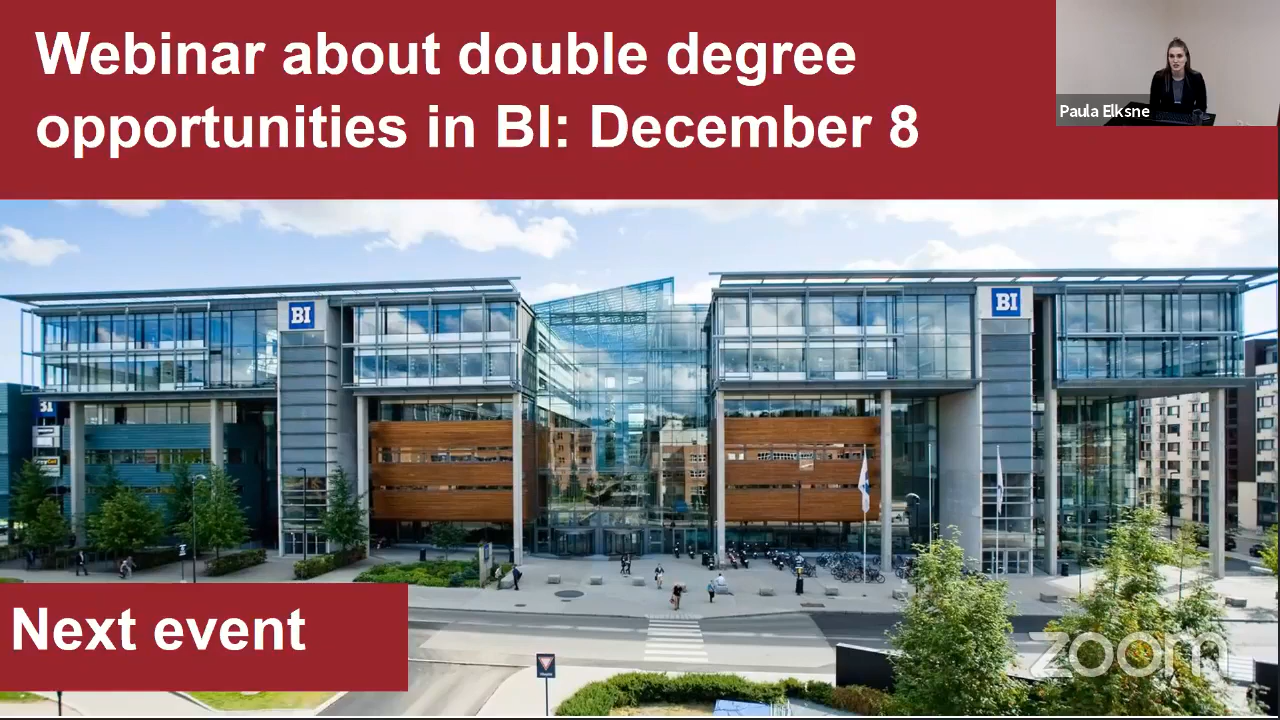 Webinar about double degree
opportunities in BI: December 8
Paula Elksne
BI
BI
Next event
zoom